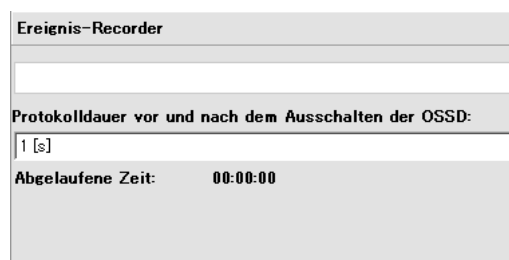 Ereignis-Recorder
Protokolldauer vor und nach dem Ausschalten der OSSD:
1 [s]
Abgelaufene Zeit: 00:00:00